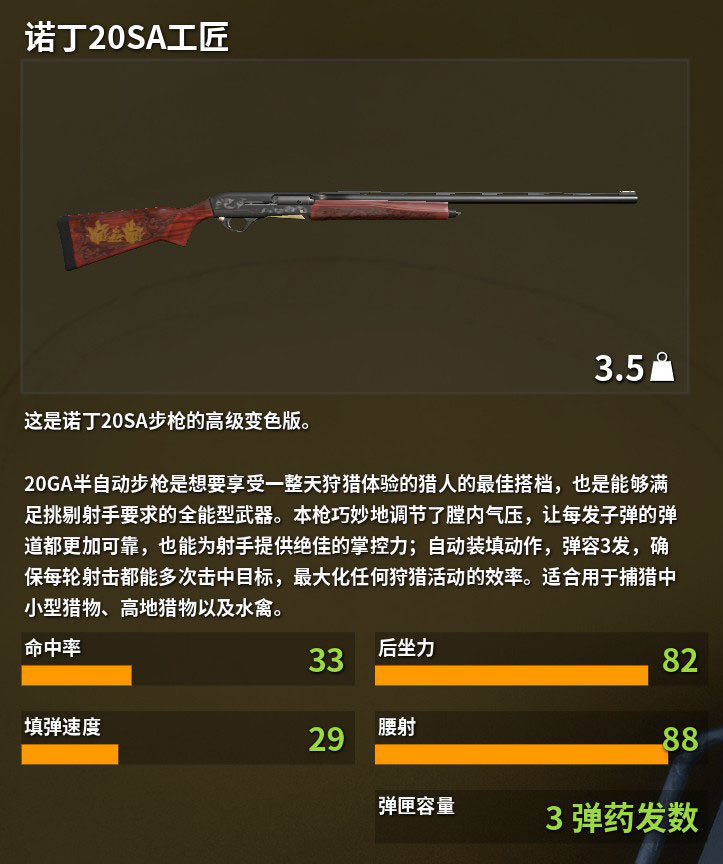 诺丁20SA工匠
3.5
这是诺丁20SA步枪的高级变色版。
20GA半自动步枪是想要享受一整天狩猎体验的猎人的最佳搭档，也是能够满
足挑剔射手要求的全能型武器。本枪巧妙地调节了膛内气压，让每发子弹的弹
道都更加可靠，也能为射手提供绝佳的掌控力；自动装填动作，弹容3发，确
保每轮射击都能多次击中目标，最大化任何狩猎活动的效率。适合用于捕猎中
小型猎物、高地猎物以及水禽。
命中率 33
后坐力 82
填弹速度 29
腰射 88
弹匣容量 3 弹药发数